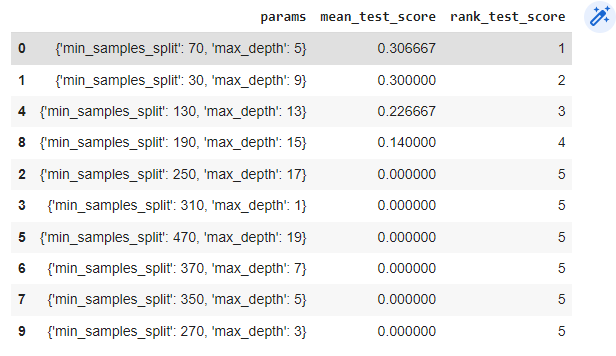 params mean_test_score rank_test_score
0 {'min_samples_split': 70, 'max_depth': 5} 0.306667 1
1 {'min_samples_split': 30, 'max_depth': 9} 0.300000 2
4 {'min_samples_split': 130, 'max_depth': 13} 0.226667 3
8 {'min_samples_split': 190, 'max_depth': 15} 0.140000 4
2 {'min_samples_split': 250, 'max_depth': 17} 0.000000 5
3 {'min_samples_split': 310, 'max_depth': 1} 0.000000 5
5 {'min_samples_split': 470, 'max_depth': 19} 0.000000 5
6 {'min_samples_split': 370, 'max_depth': 7} 0.000000 5
7 {'min_samples_split': 350, 'max_depth': 5} 0.000000 5
9 {'min_samples_split': 270, 'max_depth': 3} 0.000000 5